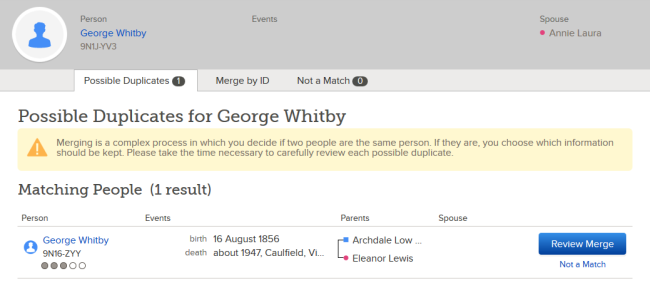 Person Events Spouse
George Whitby Annie Laura
9N1J-YV3
Possible Duplicates 1 Merge by ID Not a Match 0
Possible Duplicates for George Whitby
Merging is a complex process in which you decide if two people are the same person. If they are, you choose which information
should be kept. Please take the time necessary to carefully review each possible duplicate.
Matching People (1 result)
Person Events Parents Spouse
George Whitby birth 16 August 1856 Archdale Low ... Review Merge
9N16-ZYY death about 1947, Caulfield, Vi... Eleanor Lewis Not a Match